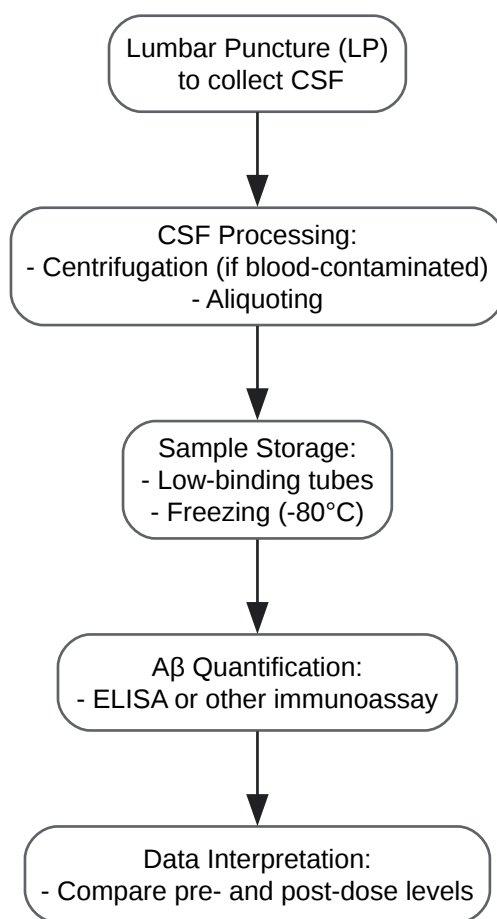 Lumbar Puncture (LP)
to collect CSF
CSF Processing:
- Centrifugation (if blood-contaminated)
- Aliquoting
Sample Storage:
- Low-binding tubes
- Freezing (-80°C)
Aβ Quantification:
- ELISA or other immunoassay
Data Interpretation:
- Compare pre- and post-dose levels